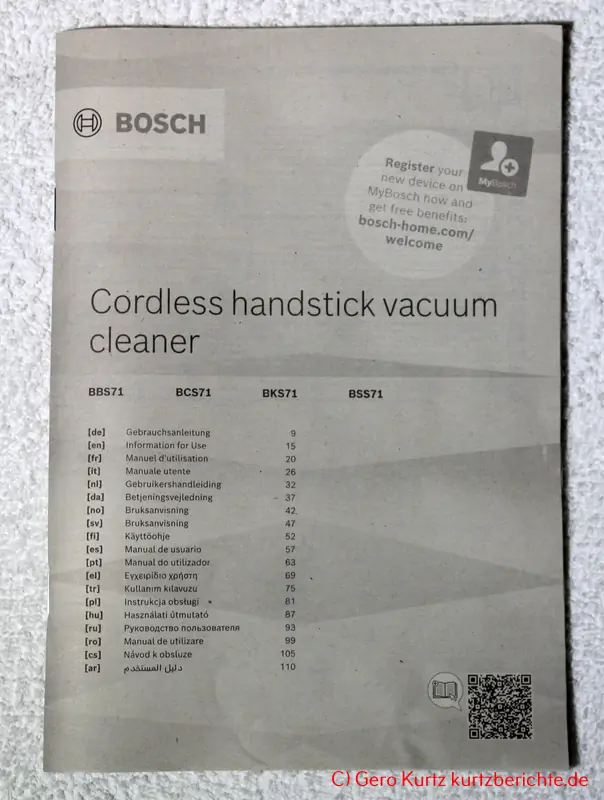 BOSCH
Register your
new device on
MyBosch now and
get free benefits:
bosch-home.com/
welcome
MyBosch
Cordless handstick vacuum
cleaner
BBS71 BCS71 BKS71 BSS71
[de] Gebrauchsanleitung 9
[en] Information for Use 15
[fr] Manuel d'utilisation 20
[it] Manuale utente 26
[nl] Gebruikershandleiding 32
[da] Betjeningsvejledning 37
[no] Bruksanvisning 42
[sv] Bruksanvisning 47
[fi] Käyttöohje 52
[es] Manual de usuario 57
[pt] Manual do utilizador 63
[el] Εγχειρίδιο χρήστη 69
[tr] Kullanım kılavuzu 75
[pl] Instrukcja obsługi 81
[hu] Használati útmutató 87
[ru] Руководство пользователя 93
[ro] Manual de utilizare 99
[cs] Návod k obsluze 105
[ar] دليل المستخدم 110
C) Gero Kurtz kurtzberichte.de